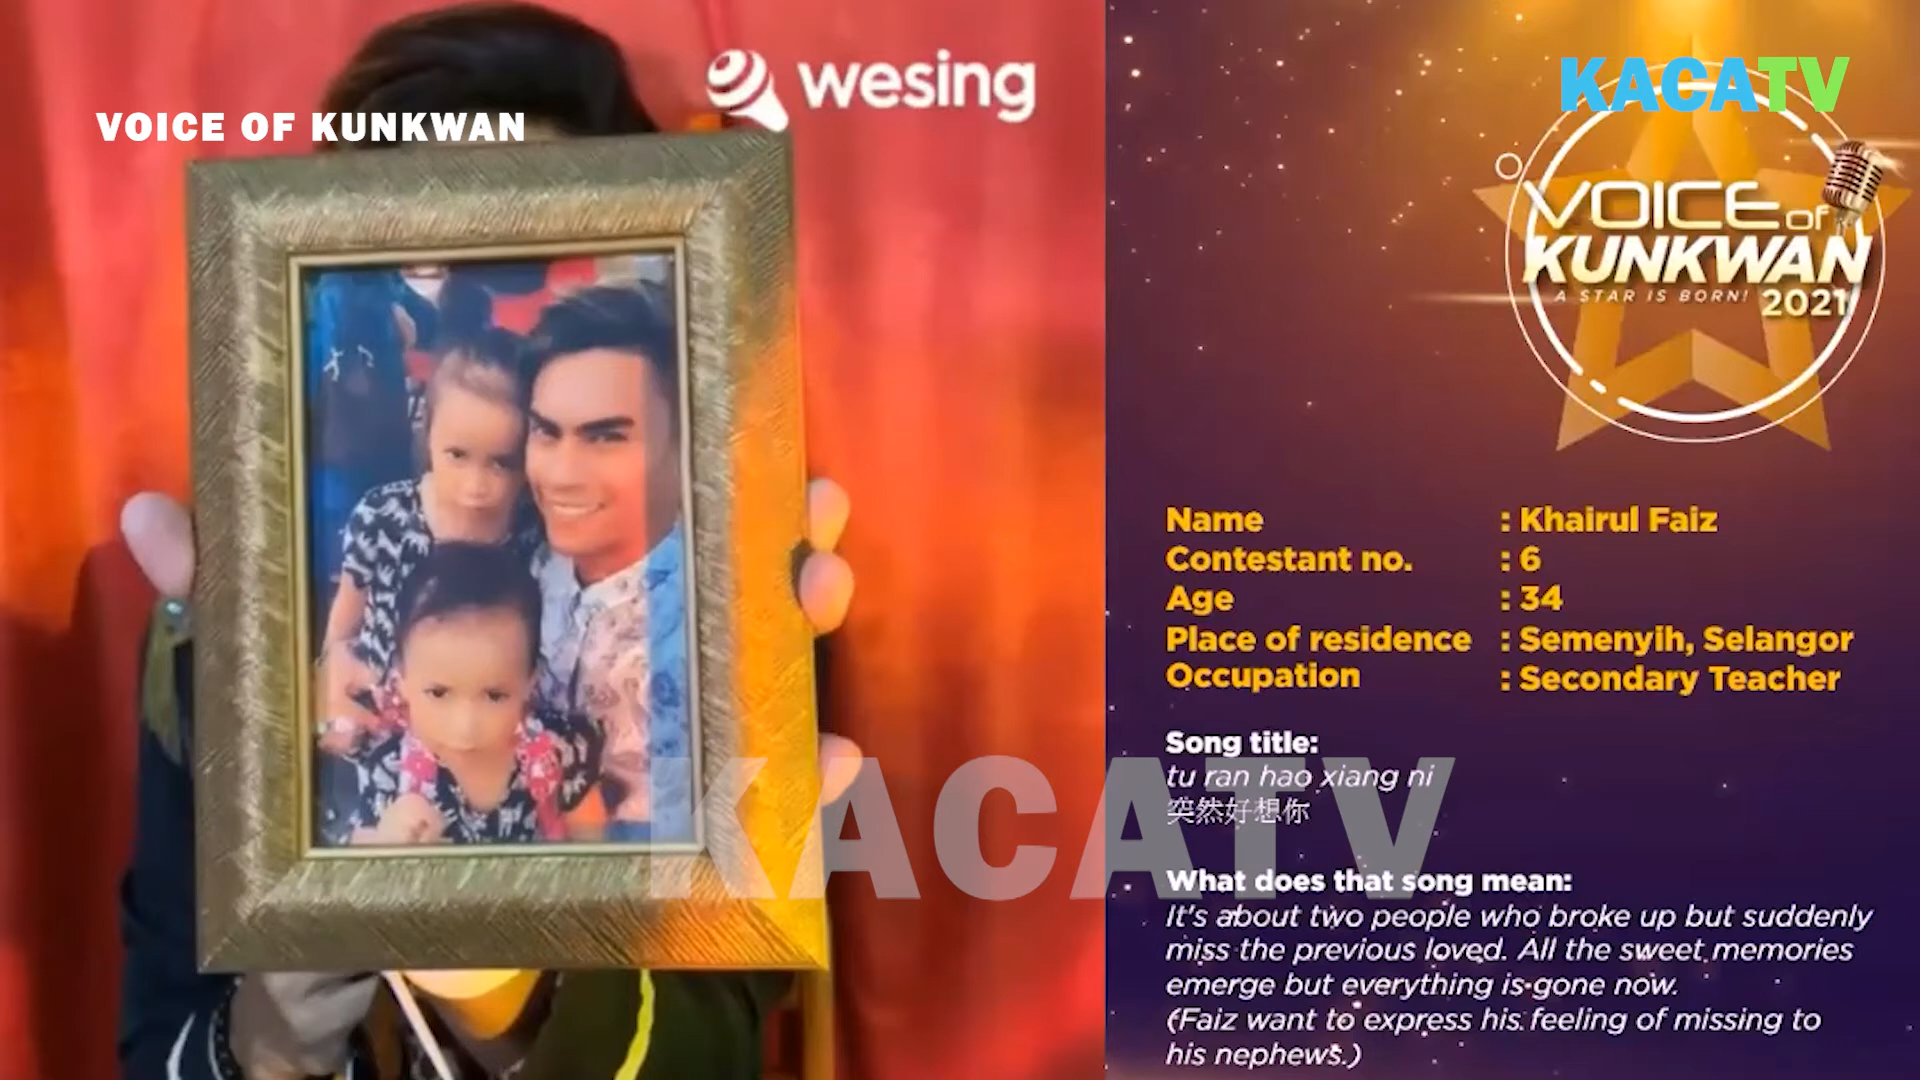 wesing
VOICE OF KUNKWAN
KACATV
VOICE of
KUNKWAN
A STAR IS BORN!
2021
Name : Khairul Faiz
Contestant no. : 6
Age : 34
Place of residence : Semenyih, Selangor
Occupation : Secondary Teacher
Song title:
tu ran hao xiang ni
突然好想你
KACATV
What does that song mean:
It's about two people who broke up but suddenly
miss the previous loved. All the sweet memories
emerge but everything is gone now.
(Faiz want to express his feeling of missing to
his nephews.)